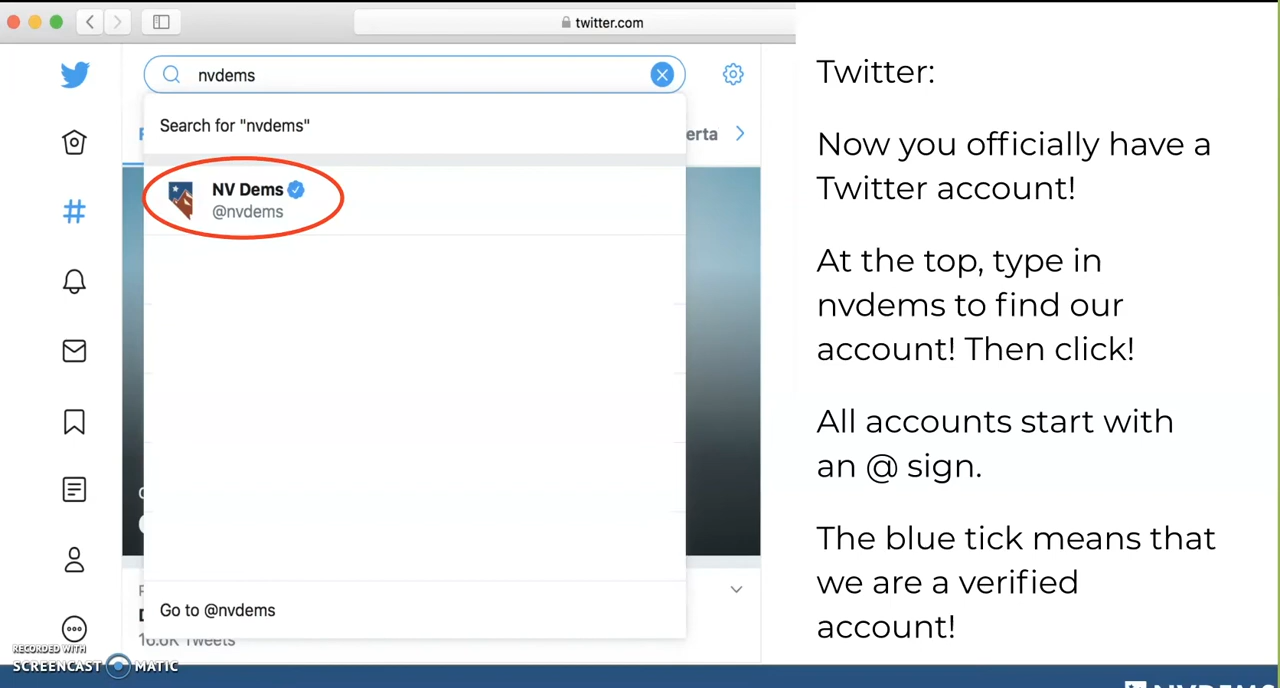 twitter.com
nvdems
Search for "nvdems"
erta
NV Dems
@nvdems
Go to @nvdems
16.6K Tweets
Twitter:
Now you officially have a
Twitter account!
At the top, type in
nvdems to find our
account! Then click!
All accounts start with
an @ sign.
The blue tick means that
we are a verified
account!
RECORDED WITH
SCREENCAST MATIC
NVDEMS